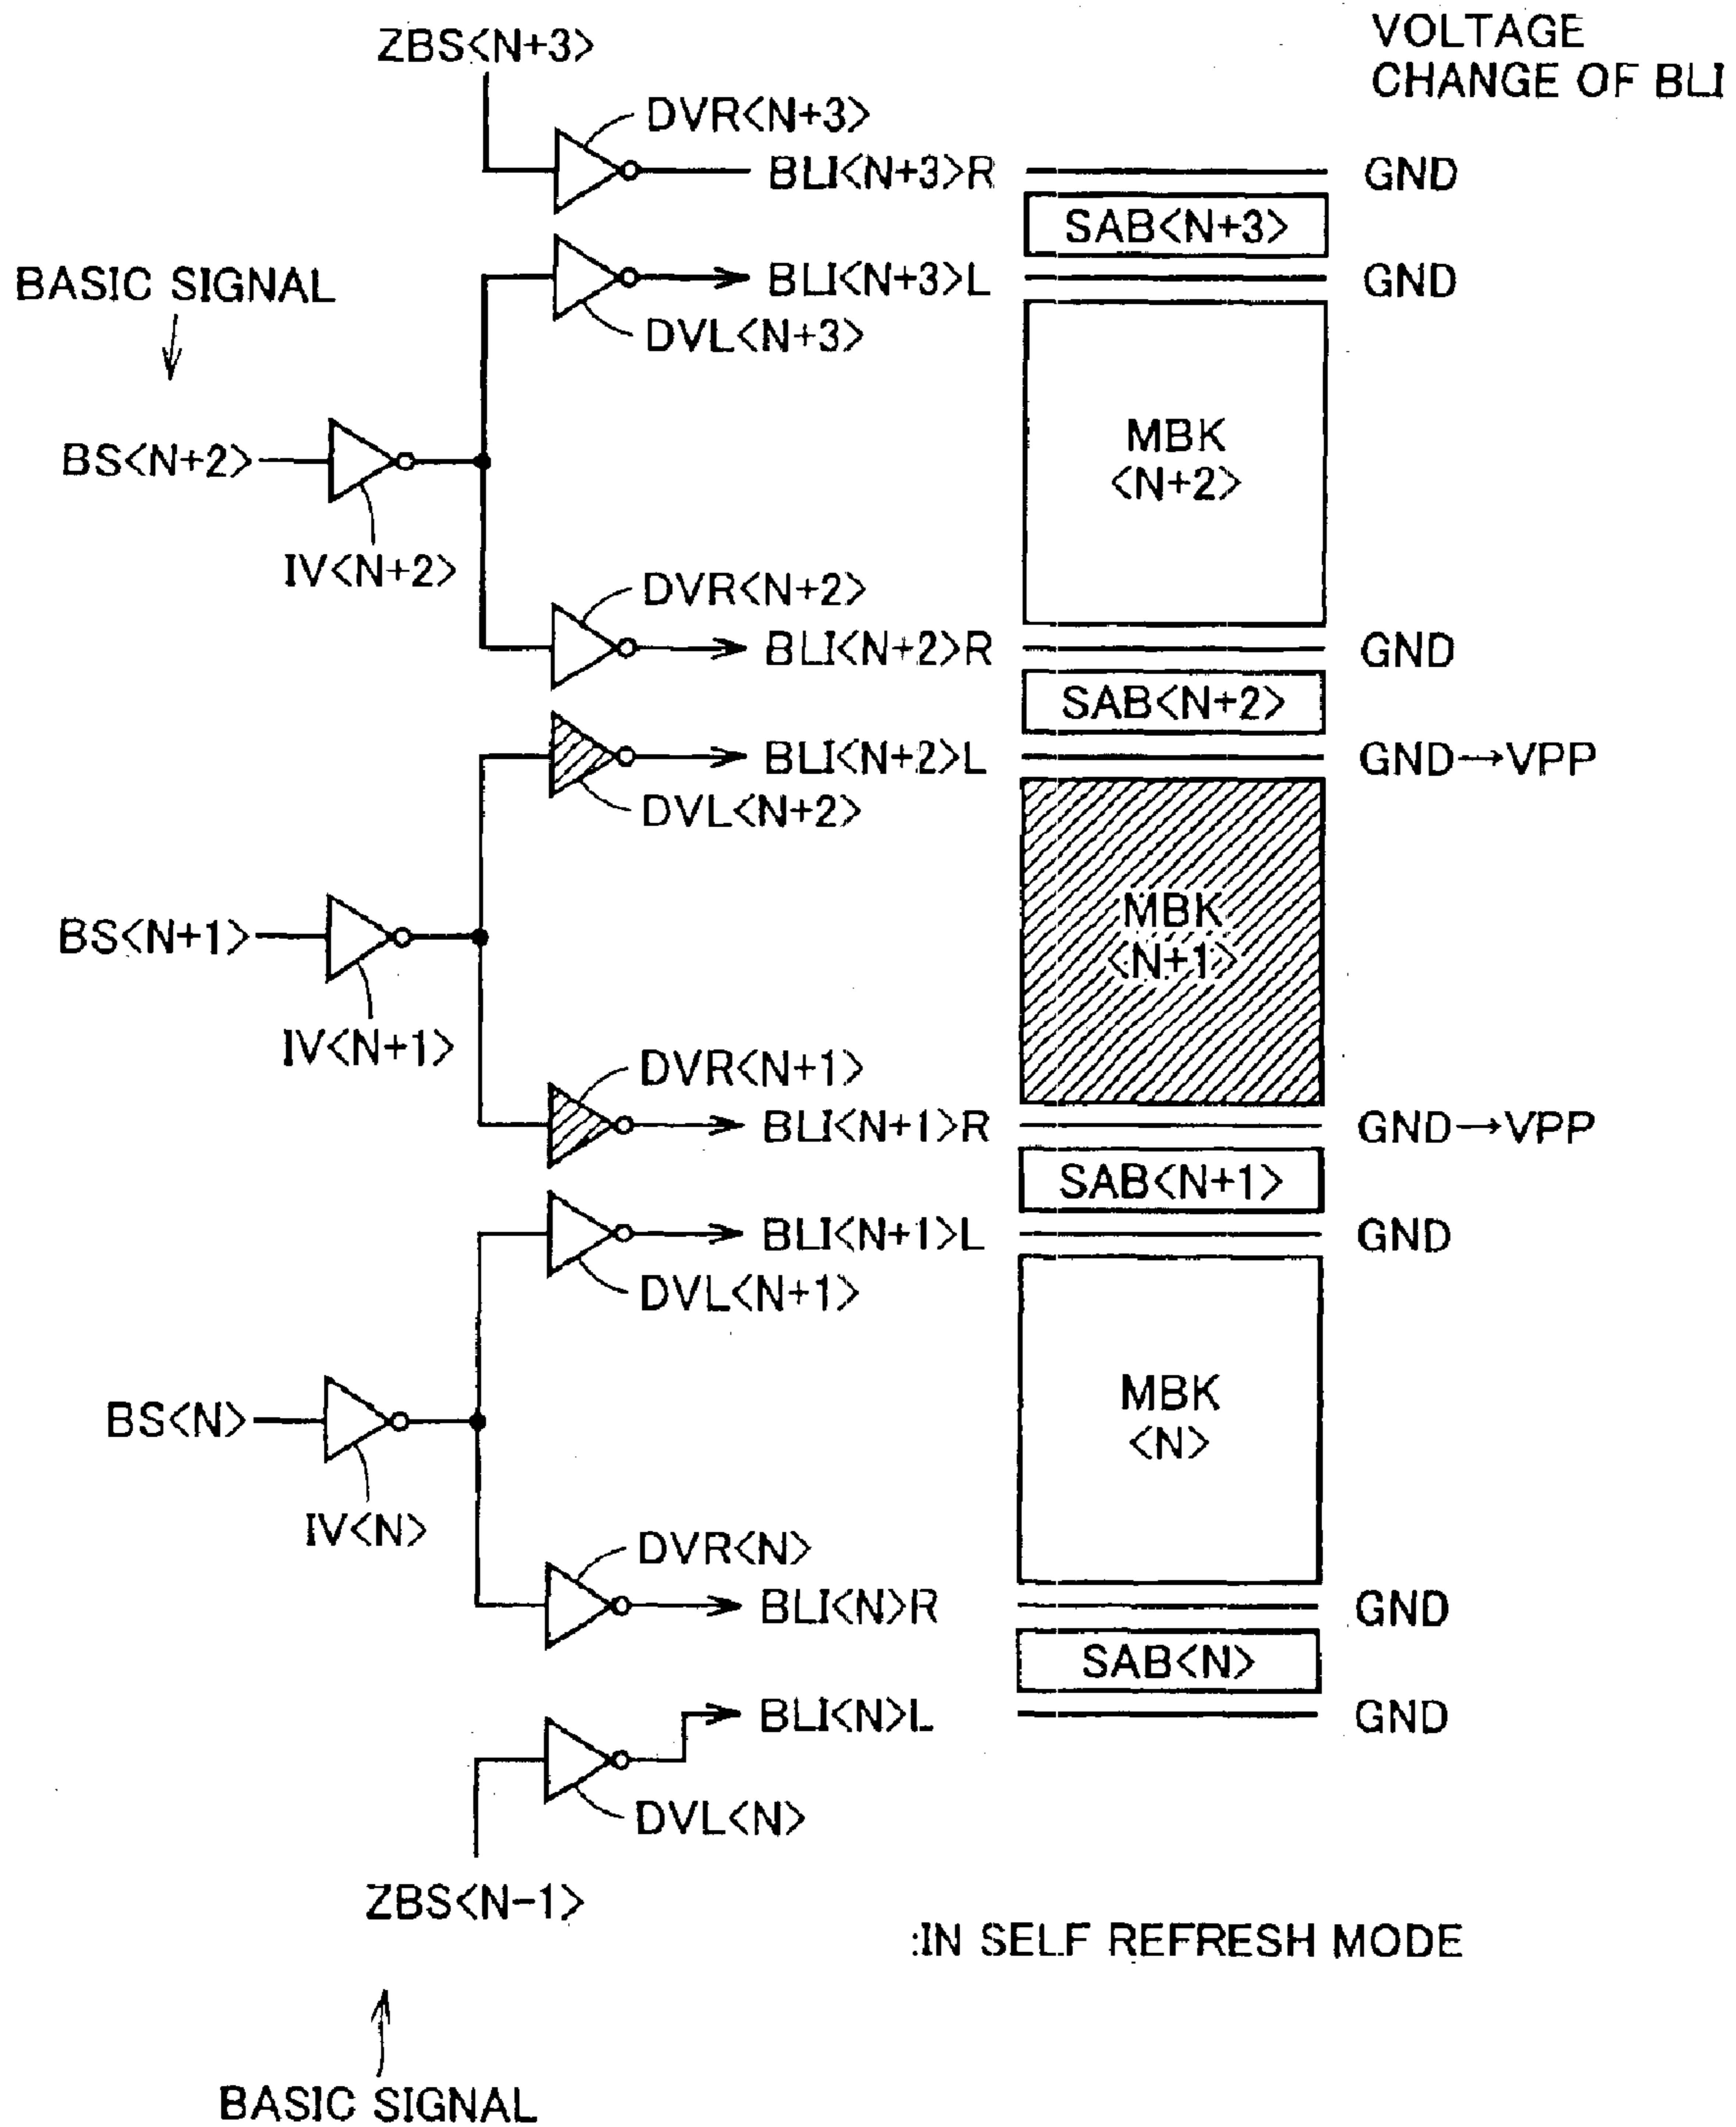 VOLTAGE
CHANGE OF BLI
ZBS<N+3>
DVR<N+3>
BLI<N+3>R
GND
SAB<N+3>
BASIC SIGNAL
BLI<N+3>L
GND
DVL<N+3>
MBK
<N+2>
BS<N+2>
IV<N+2>
DVR<N+2>
BLI<N+2>R
GND
SAB<N+2>
BLI<N+2>L
GND→VPP
DVL<N+2>
MBK
<N+1>
BS<N+1>
IV<N+1>
DVR<N+1>
BLI<N+1>R
GND→VPP
SAB<N+1>
BLI<N+1>L
GND
DVL<N+1>
MBK
<N>
BS<N>
IV<N>
DVR<N>
BLI<N>R
GND
SAB<N>
BLI<N>L
GND
DVL<N>
ZBS<N-1>
:IN SELF REFRESH MODE
BASIC SIGNAL